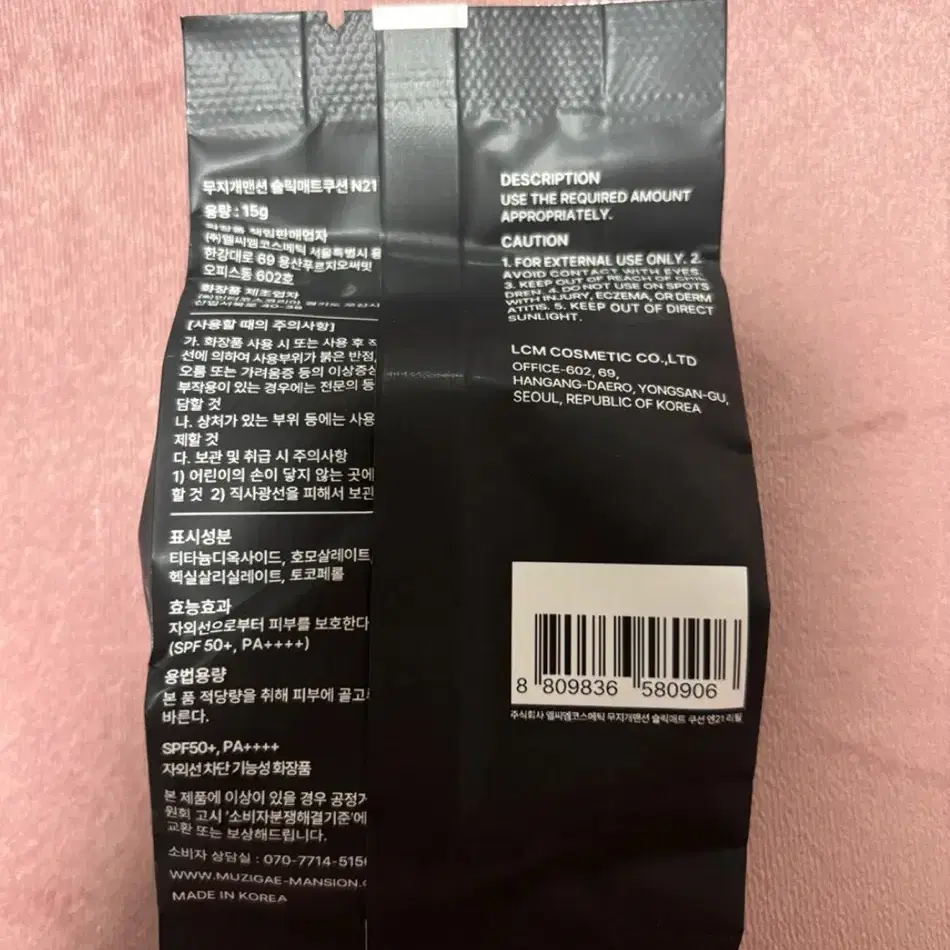 무지개맨션 슬릭매트쿠션 N21
용량 : 15g
화장품 책임판매업자
(주)엘씨엠코스메틱 서울특별시 용
한강대로 69 용산푸르지오써밋
오피스동 602호
화장품 제조업자
[사용할 때의 주의사항]
가. 화장품 사용 시 또는 사용 후 직
선에 의하여 사용부위가 붉은 반점,
오름 또는 가려움증 등의 이상증상
부작용이 있는 경우에는 전문의 등
담할 것
나. 상처가 있는 부위 등에는 사용
제할 것
다. 보관 및 취급 시 주의사항
1) 어린이의 손이 닿지 않는 곳에
할 것 2) 직사광선을 피해서 보관
표시성분
티타늄디옥사이드, 호모살레이트,
헥실살리실레이트, 토코페롤
효능효과
자외선으로부터 피부를 보호한다
(SPF 50+, PA++++)
용법용량
본 품 적당량을 취해 피부에 골고
바른다.
SPF50+, PA++++
자외선 차단 기능성 화장품
본 제품에 이상이 있을 경우 공정거
원회 고시 '소비자분쟁해결기준'에
교환 또는 보상해드립니다.
소비자 상담실 : 070-7714-515
WWW.MUZIGAE-MANSION.
MADE IN KOREA
DESCRIPTION
USE THE REQUIRED AMOUNT
APPROPRIATELY.
CAUTION
1. FOR EXTERNAL USE ONLY. 2.
AVOID CONTACT WITH EYES.
3. KEEP OUT OF REACH OF CHIL
DREN. 4. DO NOT USE ON SPOTS
WITH INJURY, ECZEMA, OR DERM
ATITIS. 5. KEEP OUT OF DIRECT
SUNLIGHT.
LCM COSMETIC CO.,LTD
OFFICE-602, 69,
HANGANG-DAERO, YONGSAN-GU,
SEOUL, REPUBLIC OF KOREA
8 809836 580906
주식회사 엘씨엠코스메틱 무지개맨션 슬릭매트 쿠션 엔21리필